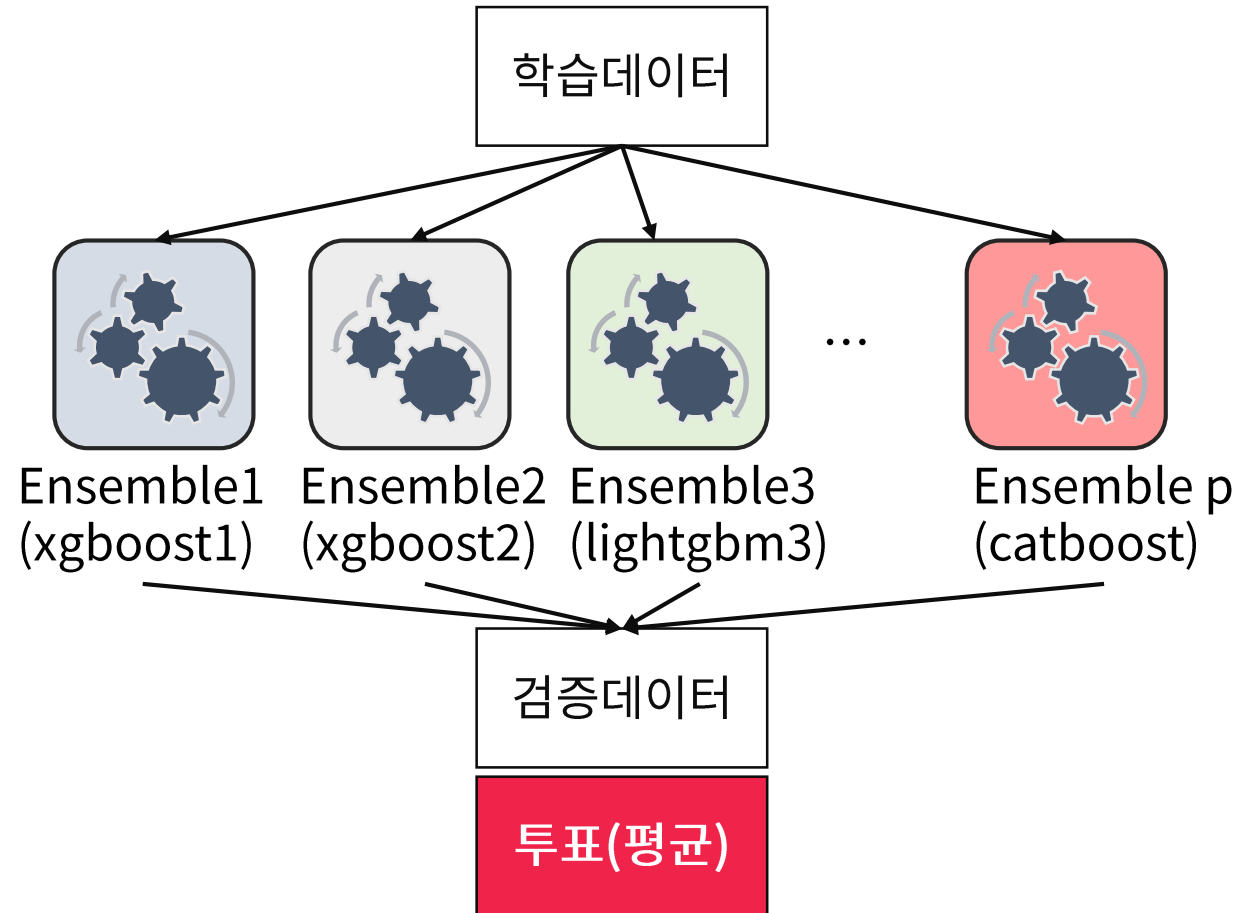 학습데이터
...
Ensemble1
(xgboost1)
Ensemble2
(xgboost2)
Ensemble3
(lightgbm3)
Ensemble p
(catboost)
검증데이터
투표(평균)